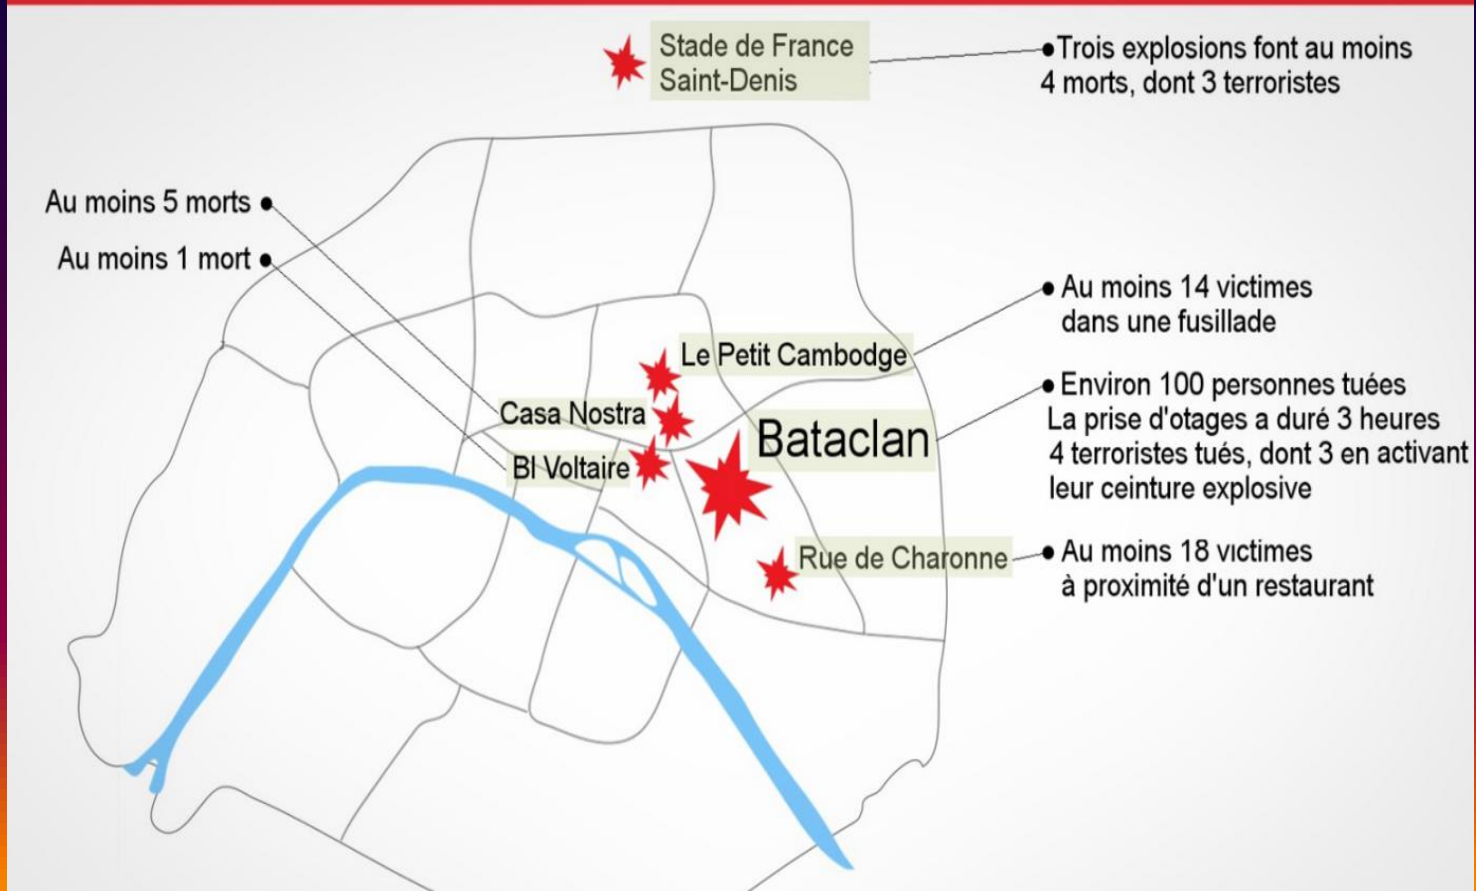 Stade de France
Saint-Denis
●Trois explosions font au moins
4 morts, dont 3 terroristes
Au moins 5 morts ●
Au moins 1 mort ●
● Au moins 14 victimes
dans une fusillade
Le Petit Cambodge
● Environ 100 personnes tuées
La prise d'otages a duré 3 heures
4 terroristes tués, dont 3 en activant
leur ceinture explosive
Casa Nostra
Bataclan
Bl Voltaire
Rue de Charonne
● Au moins 18 victimes
à proximité d'un restaurant